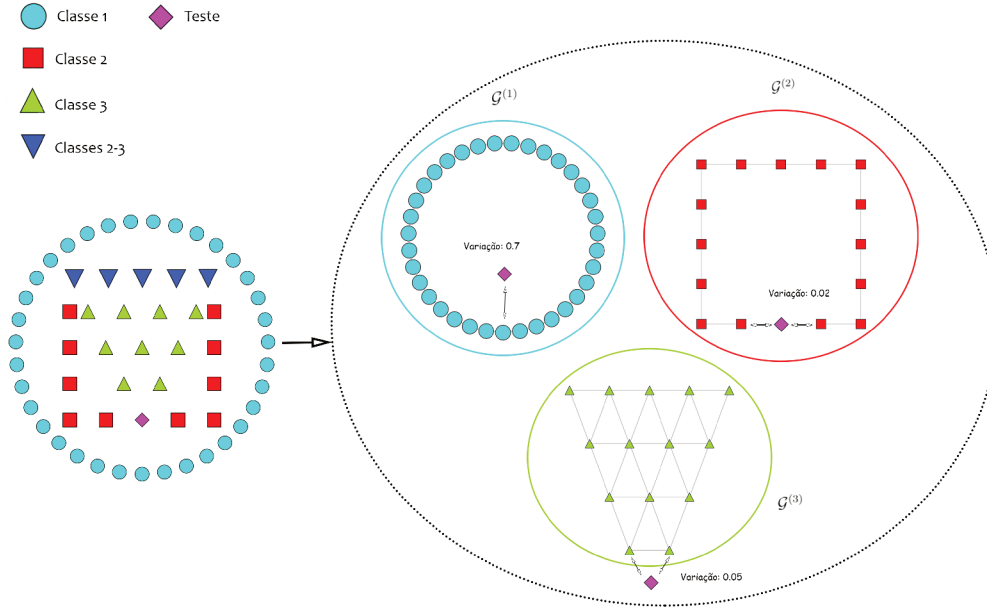 Classe 1
Teste
Classe 2
Classe 3
Classes 2-3
𝒢⁽¹⁾
𝒢⁽²⁾
Variação: 0.7
Variação: 0.02
𝒢⁽³⁾
Variação: 0.05